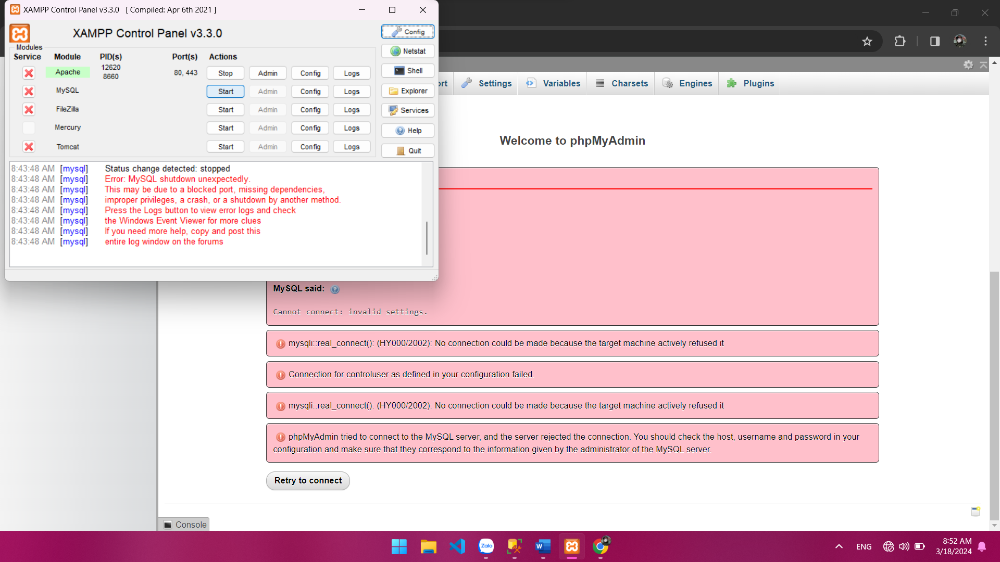 XAMPP Control Panel v3.3.0 [ Compiled: Apr 6th 2021 ]
XAMPP Control Panel v3.3.0
Config
Modules
Service Module PID(s) Port(s) Actions
Netstat
Apache 12620 8660 80, 443 Stop Admin Config Logs
Shell
MySQL Start Admin Config Logs
Explorer
FileZilla Start Admin Config Logs
Services
Mercury Start Admin Config Logs
Help
Tomcat Start Admin Config Logs
Quit
8:43:48 AM [mysql] Status change detected: stopped
8:43:48 AM [mysql] Error: MySQL shutdown unexpectedly.
8:43:48 AM [mysql] This may be due to a blocked port, missing dependencies,
8:43:48 AM [mysql] improper privileges, a crash, or a shutdown by another method.
8:43:48 AM [mysql] Press the Logs button to view error logs and check
8:43:48 AM [mysql] the Windows Event Viewer for more clues
8:43:48 AM [mysql] If you need more help, copy and post this
8:43:48 AM [mysql] entire log window on the forums
ort Settings Variables Charsets Engines Plugins
Welcome to phpMyAdmin
MySQL said:
Cannot connect: invalid settings.
mysqli::real_connect(): (HY000/2002): No connection could be made because the target machine actively refused it
Connection for controluser as defined in your configuration failed.
mysqli::real_connect(): (HY000/2002): No connection could be made because the target machine actively refused it
phpMyAdmin tried to connect to the MySQL server, and the server rejected the connection. You should check the host, username and password in your
configuration and make sure that they correspond to the information given by the administrator of the MySQL server.
Retry to connect
Console
Zalo
W
ENG
8:52 AM
3/18/2024